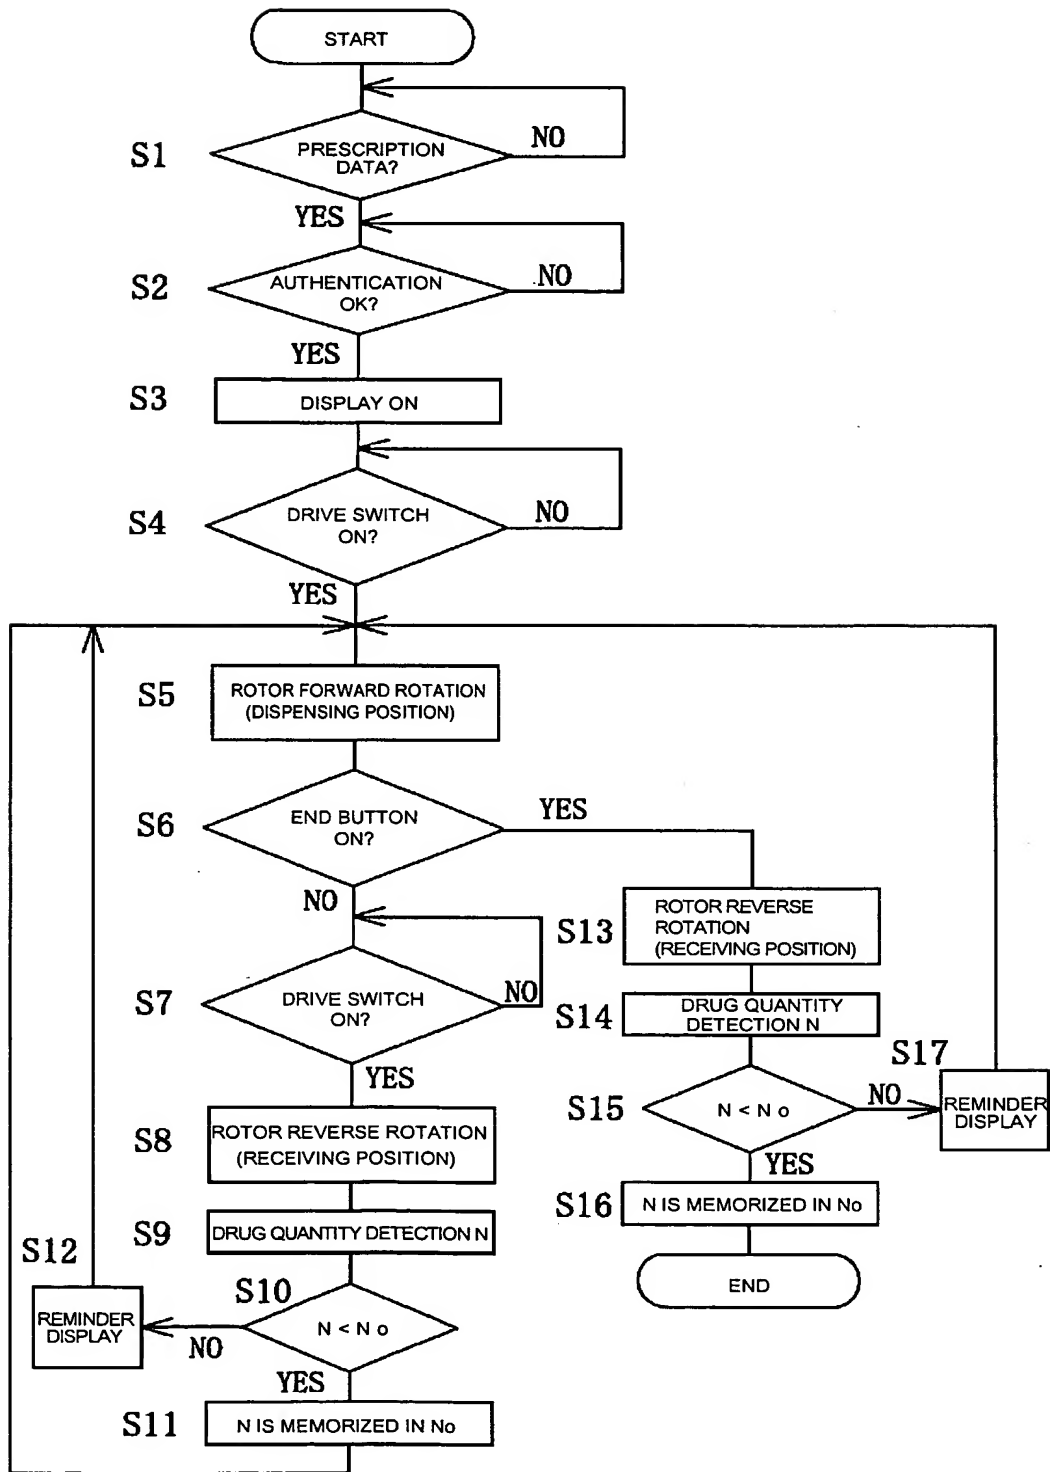 START
S1
PRESCRIPTION
DATA?
NO
YES
S2
AUTHENTICATION
OK?
NO
YES
S3
DISPLAY ON
S4
DRIVE SWITCH
ON?
NO
YES
S5
ROTOR FORWARD ROTATION
(DISPENSING POSITION)
S6
END BUTTON
ON?
YES
NO
S7
DRIVE SWITCH
ON?
NO
YES
S8
ROTOR REVERSE ROTATION
(RECEIVING POSITION)
S9
DRUG QUANTITY DETECTION N
S10
N < No
NO
S12
REMINDER
DISPLAY
YES
S11
N IS MEMORIZED IN No
S13
ROTOR REVERSE
ROTATION
(RECEIVING POSITION)
S14
DRUG QUANTITY
DETECTION N
S15
N < No
NO
S17
REMINDER
DISPLAY
YES
S16
N IS MEMORIZED IN No
END